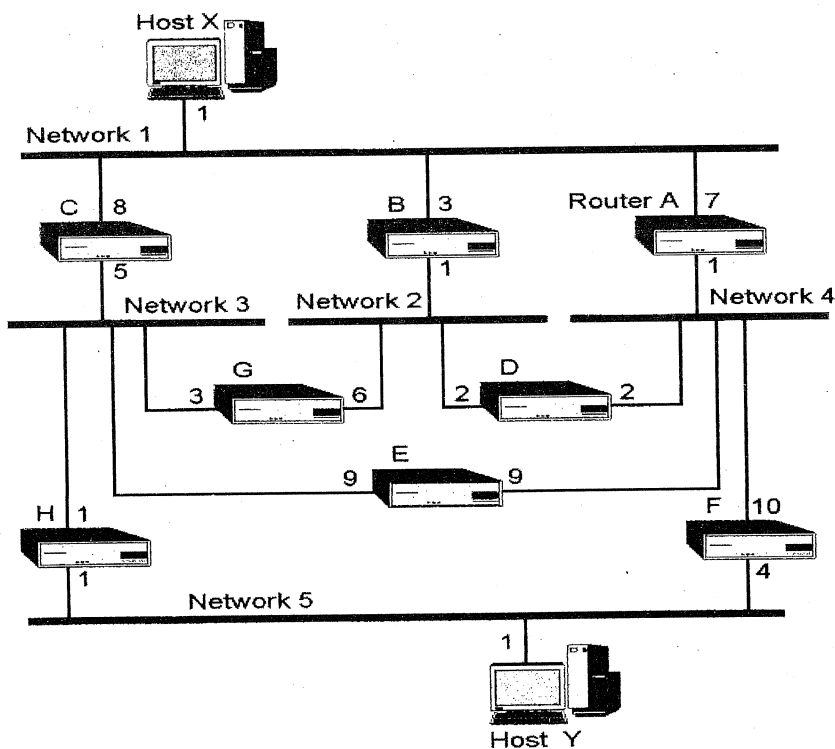 Host X
1
Network 1
C 8
B 3
Router A 7
5
1
1
Network 3
Network 2
Network 4
G
D
3 6
2 2
E
9 9
H 1
F 10
1
4
Network 5
1
Host Y